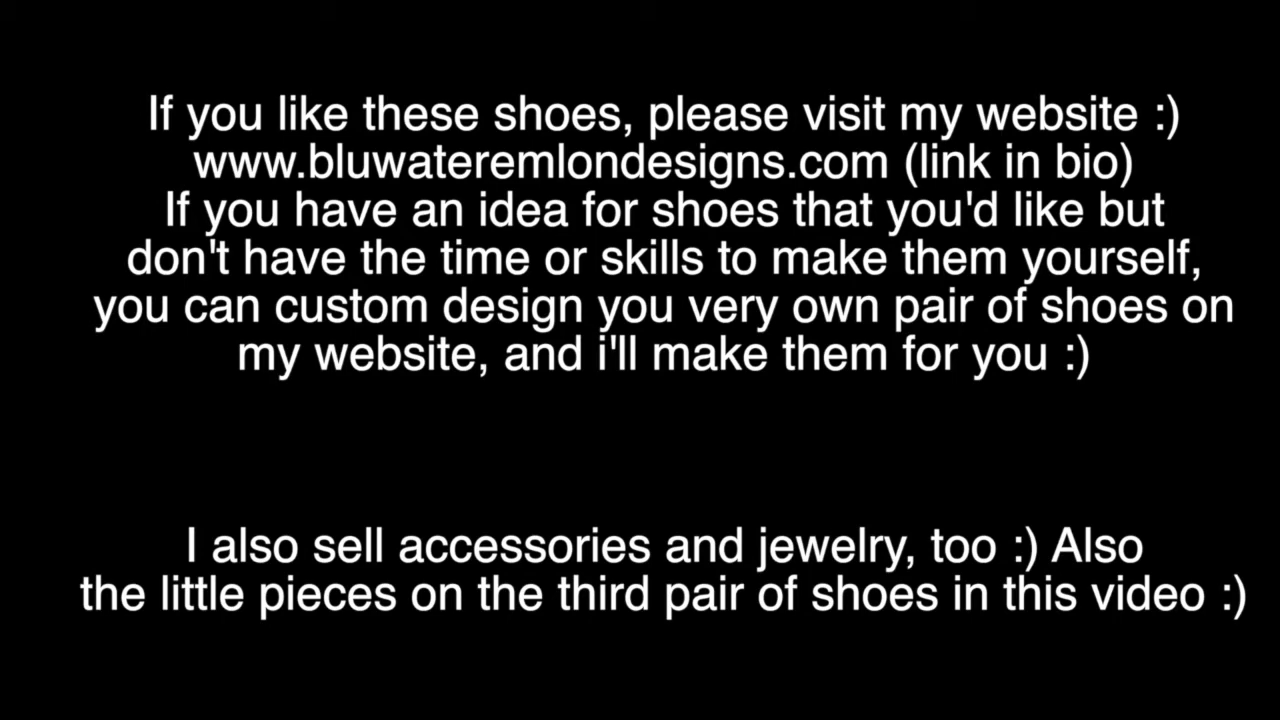 If you like these shoes, please visit my website :)
www.bluwateremlondesigns.com (link in bio)
If you have an idea for shoes that you'd like but
don't have the time or skills to make them yourself,
you can custom design you very own pair of shoes on
my website, and i'll make them for you :)
I also sell accessories and jewelry, too :) Also
the little pieces on the third pair of shoes in this video :)